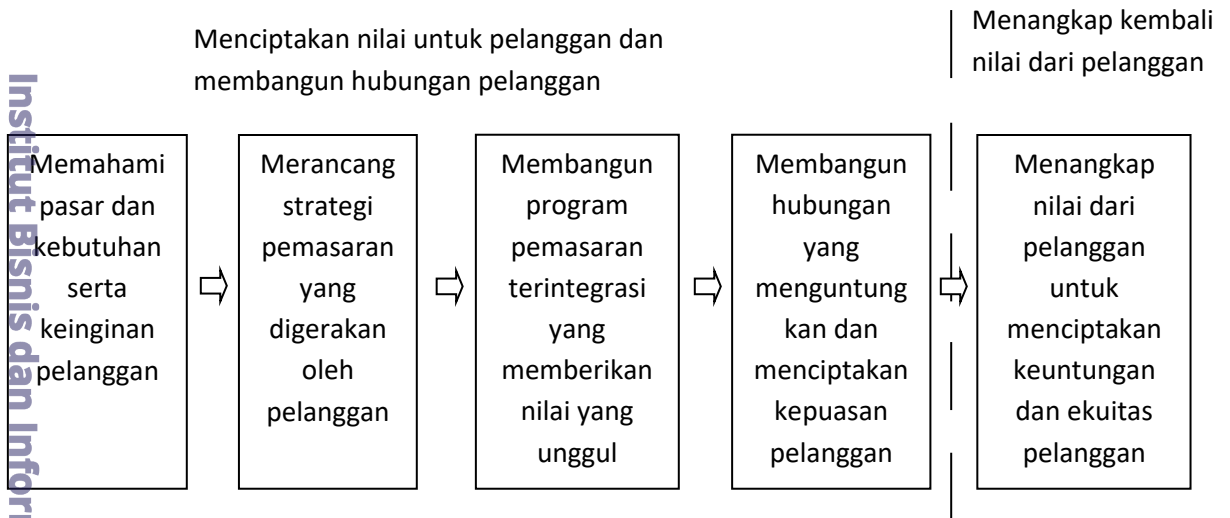 Menciptakan nilai untuk pelanggan dan
membangun hubungan pelanggan
Menangkap kembali
nilai dari pelanggan
Memahami
pasar dan
kebutuhan
serta
keinginan
pelanggan
Merancang
strategi
pemasaran
yang
digerakan
oleh
pelanggan
Membangun
program
pemasaran
terintegrasi
yang
memberikan
nilai yang
unggul
Membangun
hubungan
yang
menguntung
kan dan
menciptakan
kepuasan
pelanggan
Menangkap
nilai dari
pelanggan
untuk
menciptakan
keuntungan
dan ekuitas
pelanggan
Institut Bisnis dan